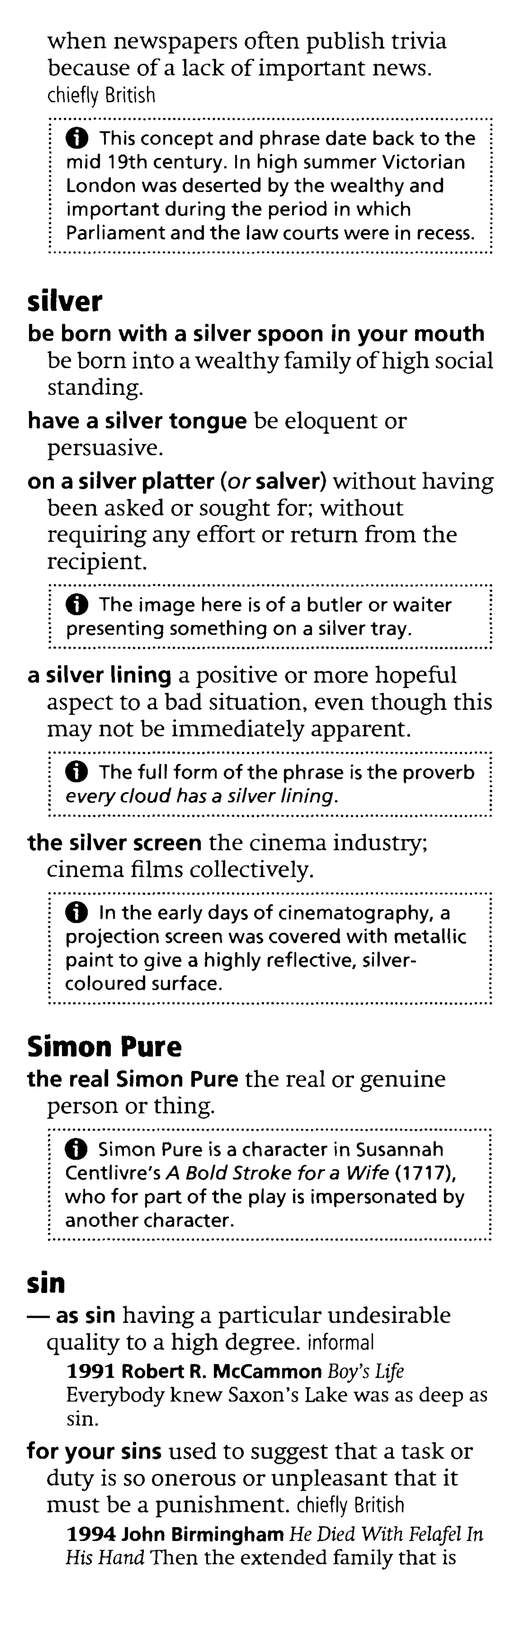 when newspapers often publish trivia
because of a lack of important news.
chiefly British
This concept and phrase date back to the
mid 19th century. In high summer Victorian
London was deserted by the wealthy and
important during the period in which
Parliament and the law courts were in recess.
silver
be born with a silver spoon in your mouth
be born into a wealthy family of high social
standing.
have a silver tongue be eloquent or
persuasive.
on a silver platter (or salver) without having
been asked or sought for; without
requiring any effort or return from the
recipient.
The image here is of a butler or waiter
presenting something on a silver tray.
a silver lining a positive or more hopeful
aspect to a bad situation, even though this
may not be immediately apparent.
The full form of the phrase is the proverb
every cloud has a silver lining.
the silver screen the cinema industry;
cinema films collectively.
In the early days of cinematography, a
projection screen was covered with metallic
paint to give a highly reflective, silver-
coloured surface.
Simon Pure
the real Simon Pure the real or genuine
person or thing.
Simon Pure is a character in Susannah
Centlivre's A Bold Stroke for a Wife (1717),
who for part of the play is impersonated by
another character.
sin
— as sin having a particular undesirable
quality to a high degree. informal
1991 Robert R. McCammon Boy's Life
Everybody knew Saxon's Lake was as deep as
sin.
for your sins used to suggest that a task or
duty is so onerous or unpleasant that it
must be a punishment. chiefly British
1994 John Birmingham He Died With Felafel In
His Hand Then the extended family that is